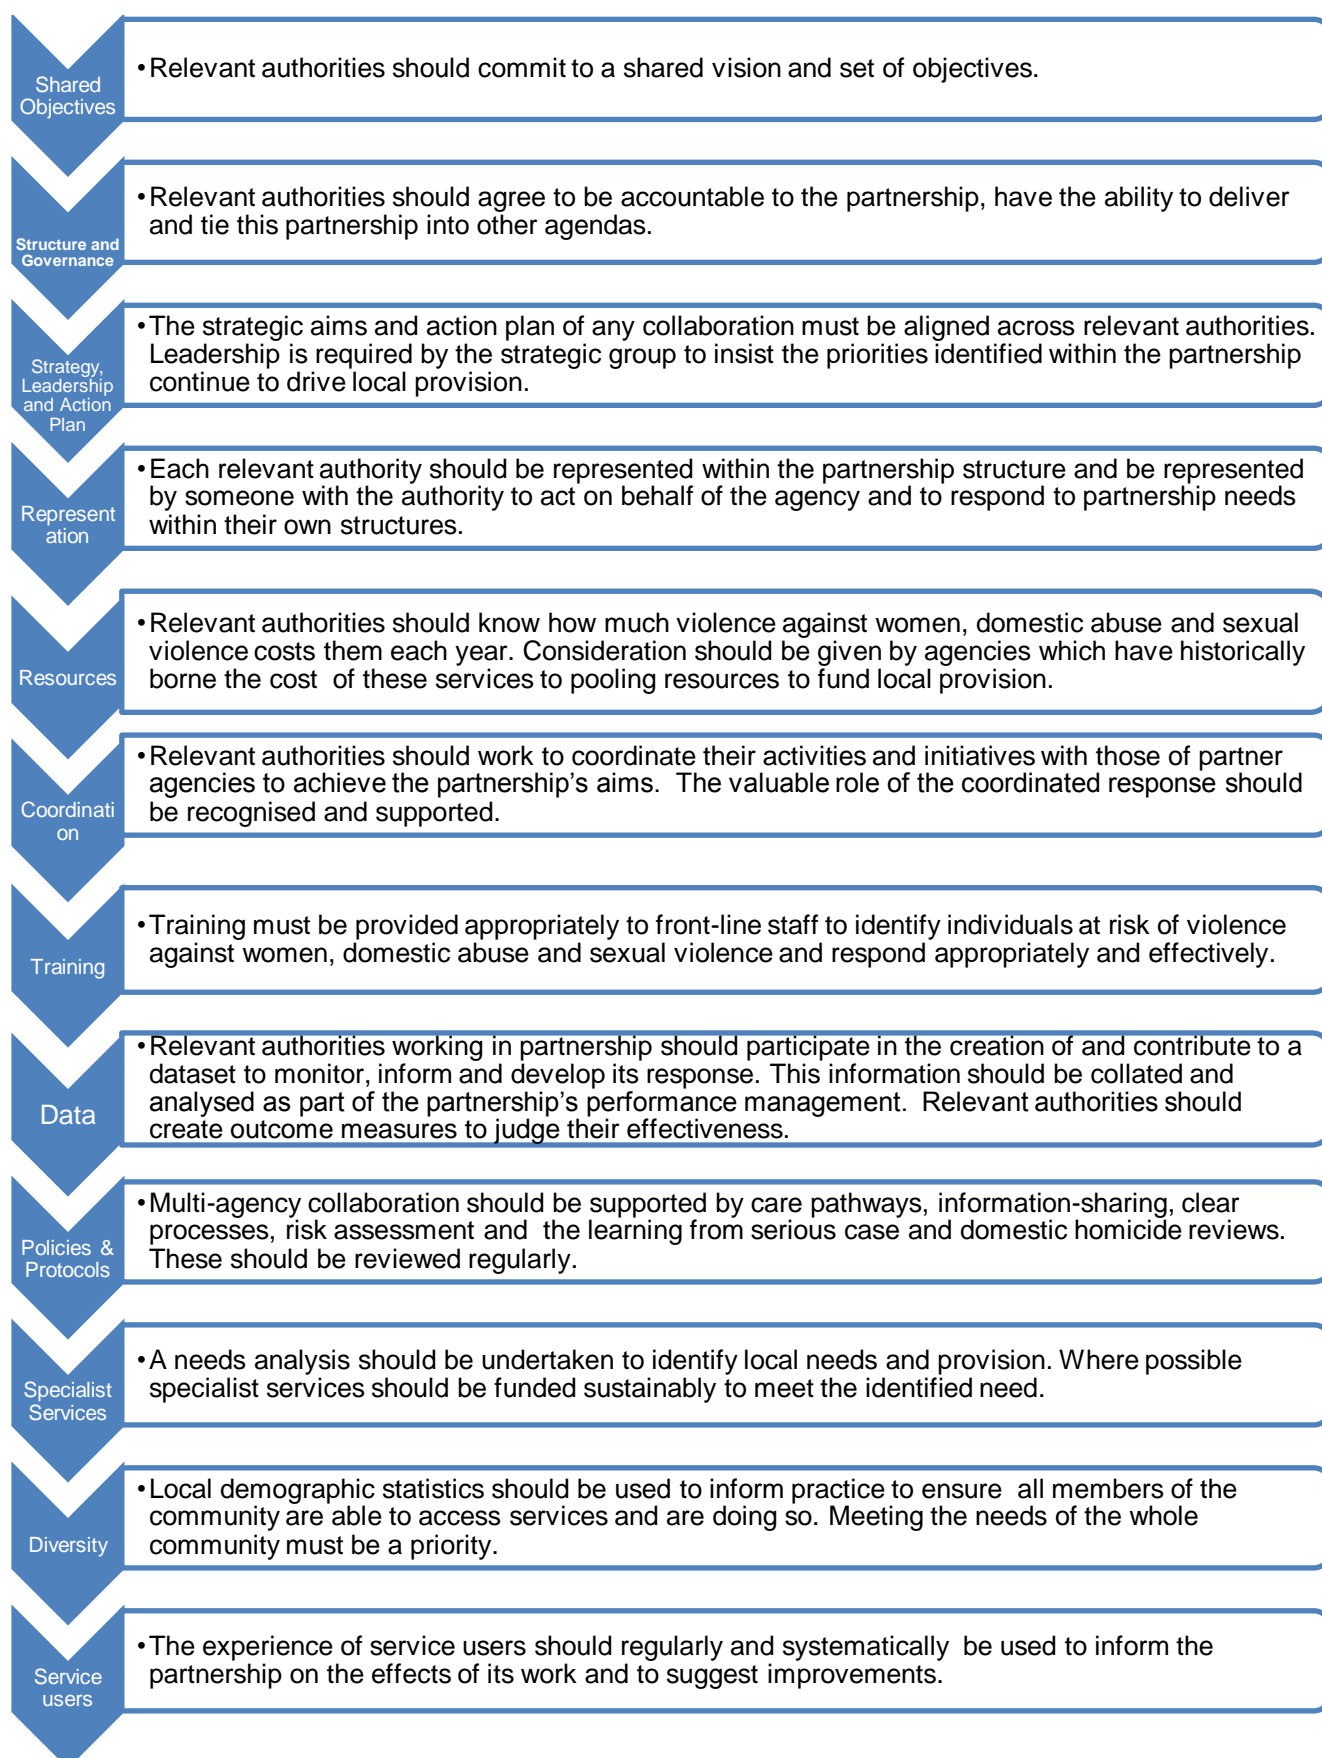 Shared
Objectives
•Relevant authorities should commit to a shared vision and set of objectives.
Structure and
Governance
•Relevant authorities should agree to be accountable to the partnership, have the ability to deliver
and tie this partnership into other agendas.
Strategy,
Leadership
and Action
Plan
•The strategic aims and action plan of any collaboration must be aligned across relevant authorities.
Leadership is required by the strategic group to insist the priorities identified within the partnership
continue to drive local provision.
Represent
ation
•Each relevant authority should be represented within the partnership structure and be represented
by someone with the authority to act on behalf of the agency and to respond to partnership needs
within their own structures.
Resources
•Relevant authorities should know how much violence against women, domestic abuse and sexual
violence costs them each year. Consideration should be given by agencies which have historically
borne the cost  of these services to pooling resources to fund local provision.
Coordinati
on
•Relevant authorities should work to coordinate their activities and initiatives with those of partner
agencies to achieve the partnership’s aims.  The valuable role of the coordinated response should
be recognised and supported.
Training
•Training must be provided appropriately to front-line staff to identify individuals at risk of violence
against women, domestic abuse and sexual violence and respond appropriately and effectively.
Data
•Relevant authorities working in partnership should participate in the creation of and contribute to a
dataset to monitor, inform and develop its response. This information should be collated and
analysed as part of the partnership’s performance management.  Relevant authorities should
create outcome measures to judge their effectiveness.
Policies &
Protocols
•Multi-agency collaboration should be supported by care pathways, information-sharing, clear
processes, risk assessment and  the learning from serious case and domestic homicide reviews.
These should be reviewed regularly.
Specialist
Services
•A needs analysis should be undertaken to identify local needs and provision. Where possible
specialist services should be funded sustainably to meet the identified need.
Diversity
•Local demographic statistics should be used to inform practice to ensure  all members of the
community are able to access services and are doing so. Meeting the needs of the whole
community must be a priority.
Service
users
•The experience of service users should regularly and systematically  be used to inform the
partnership on the effects of its work and to suggest improvements.